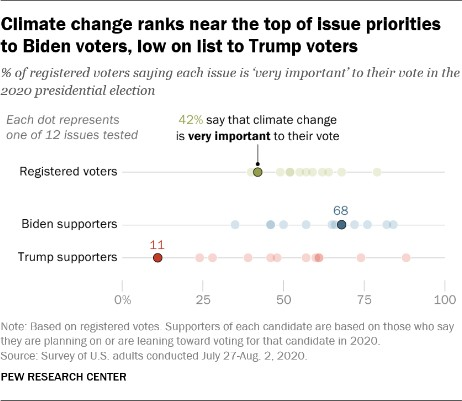 Climate change ranks near the top of issue priorities
to Biden voters, low on list to Trump voters
% of registered voters saying each issue is ‘very important’ to their vote in the
2020 presidential election
Each dot represents
one of 12 issues tested
42% say that climate change
is very important to their vote
Registered voters
68
Biden supporters
11
Trump supporters
0% 25 50 75 100
Note: Based on registered votes. Supporters of each candidate are based on those who say
they are planning on or are leaning toward voting for that candidate in 2020.
Source: Survey of U.S. adults conducted July 27-Aug. 2, 2020.
PEW RESEARCH CENTER